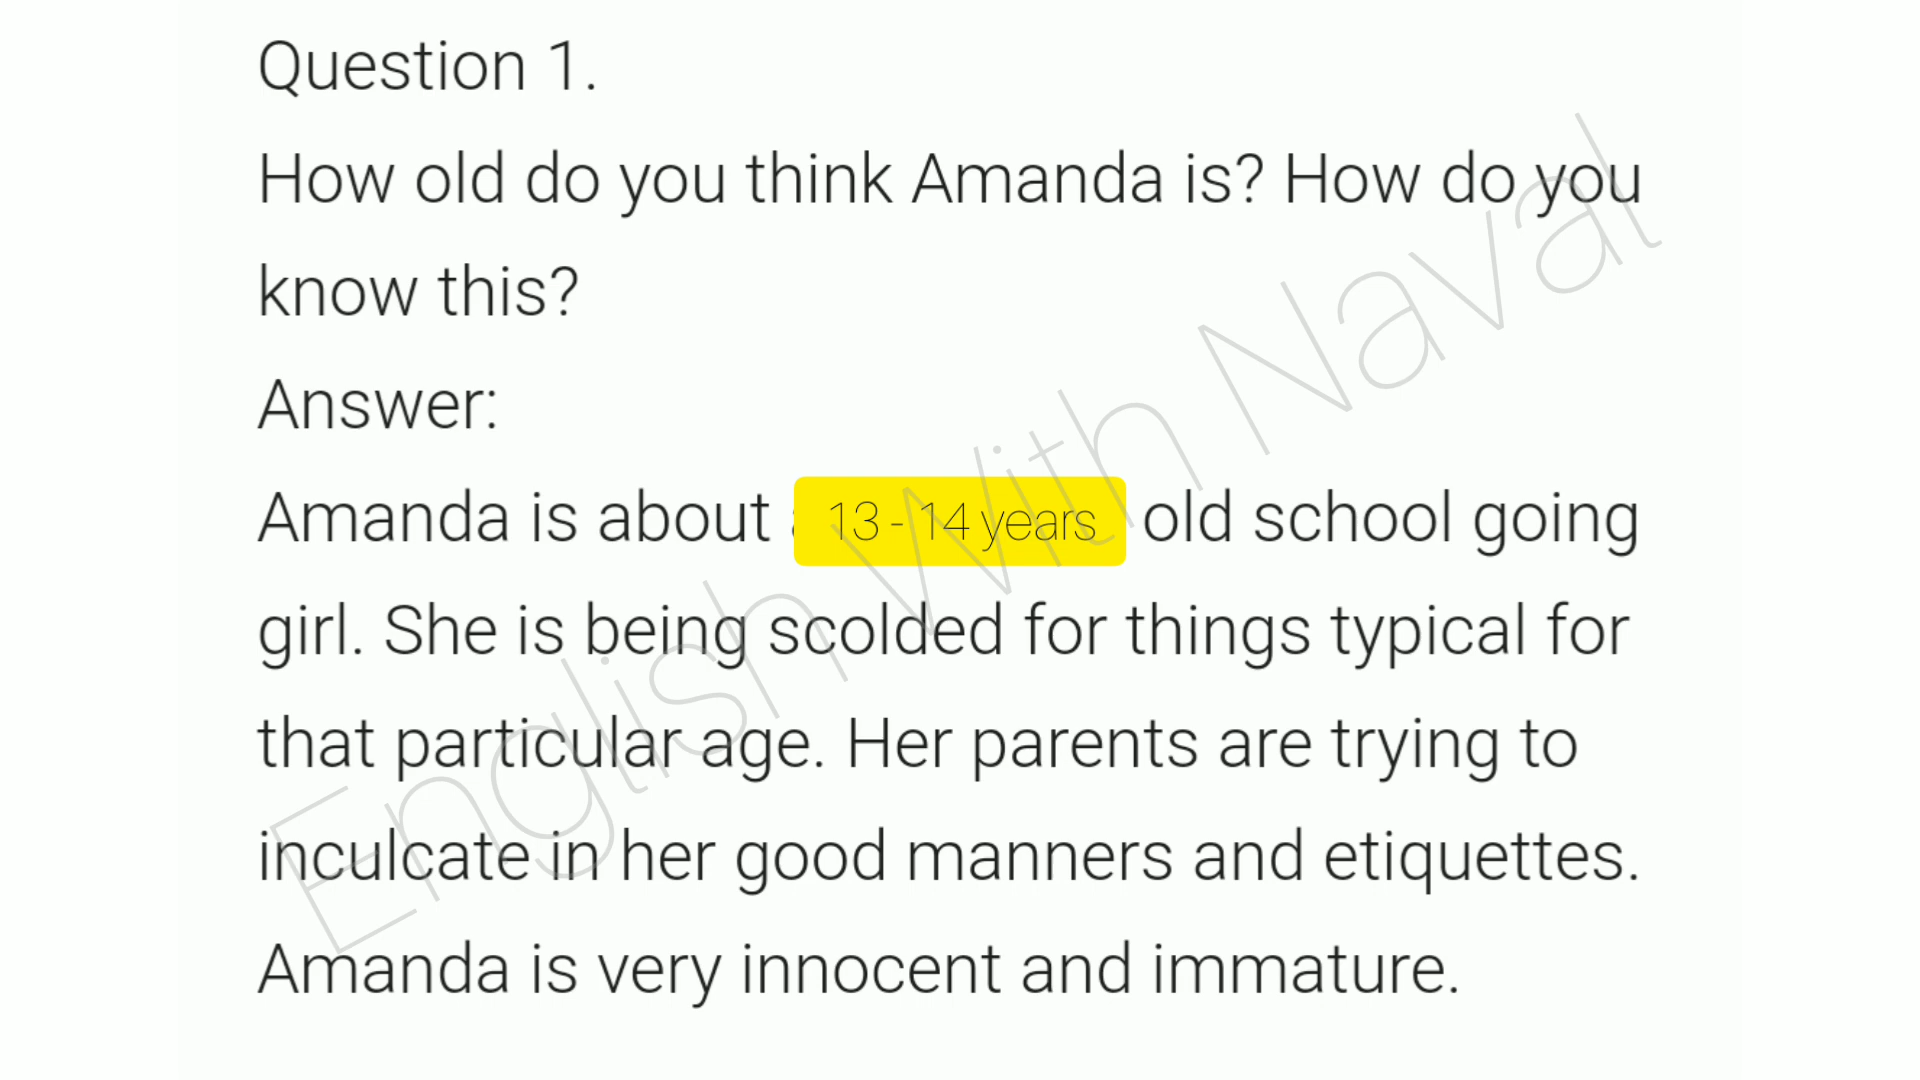 Question 1.
How old do you think Amanda is? How do you
know this?
Answer:
Amanda is about 13 - 14 years old school going
girl. She is being scolded for things typical for
that particular age. Her parents are trying to
inculcate in her good manners and etiquettes.
Amanda is very innocent and immature.
English With Naval